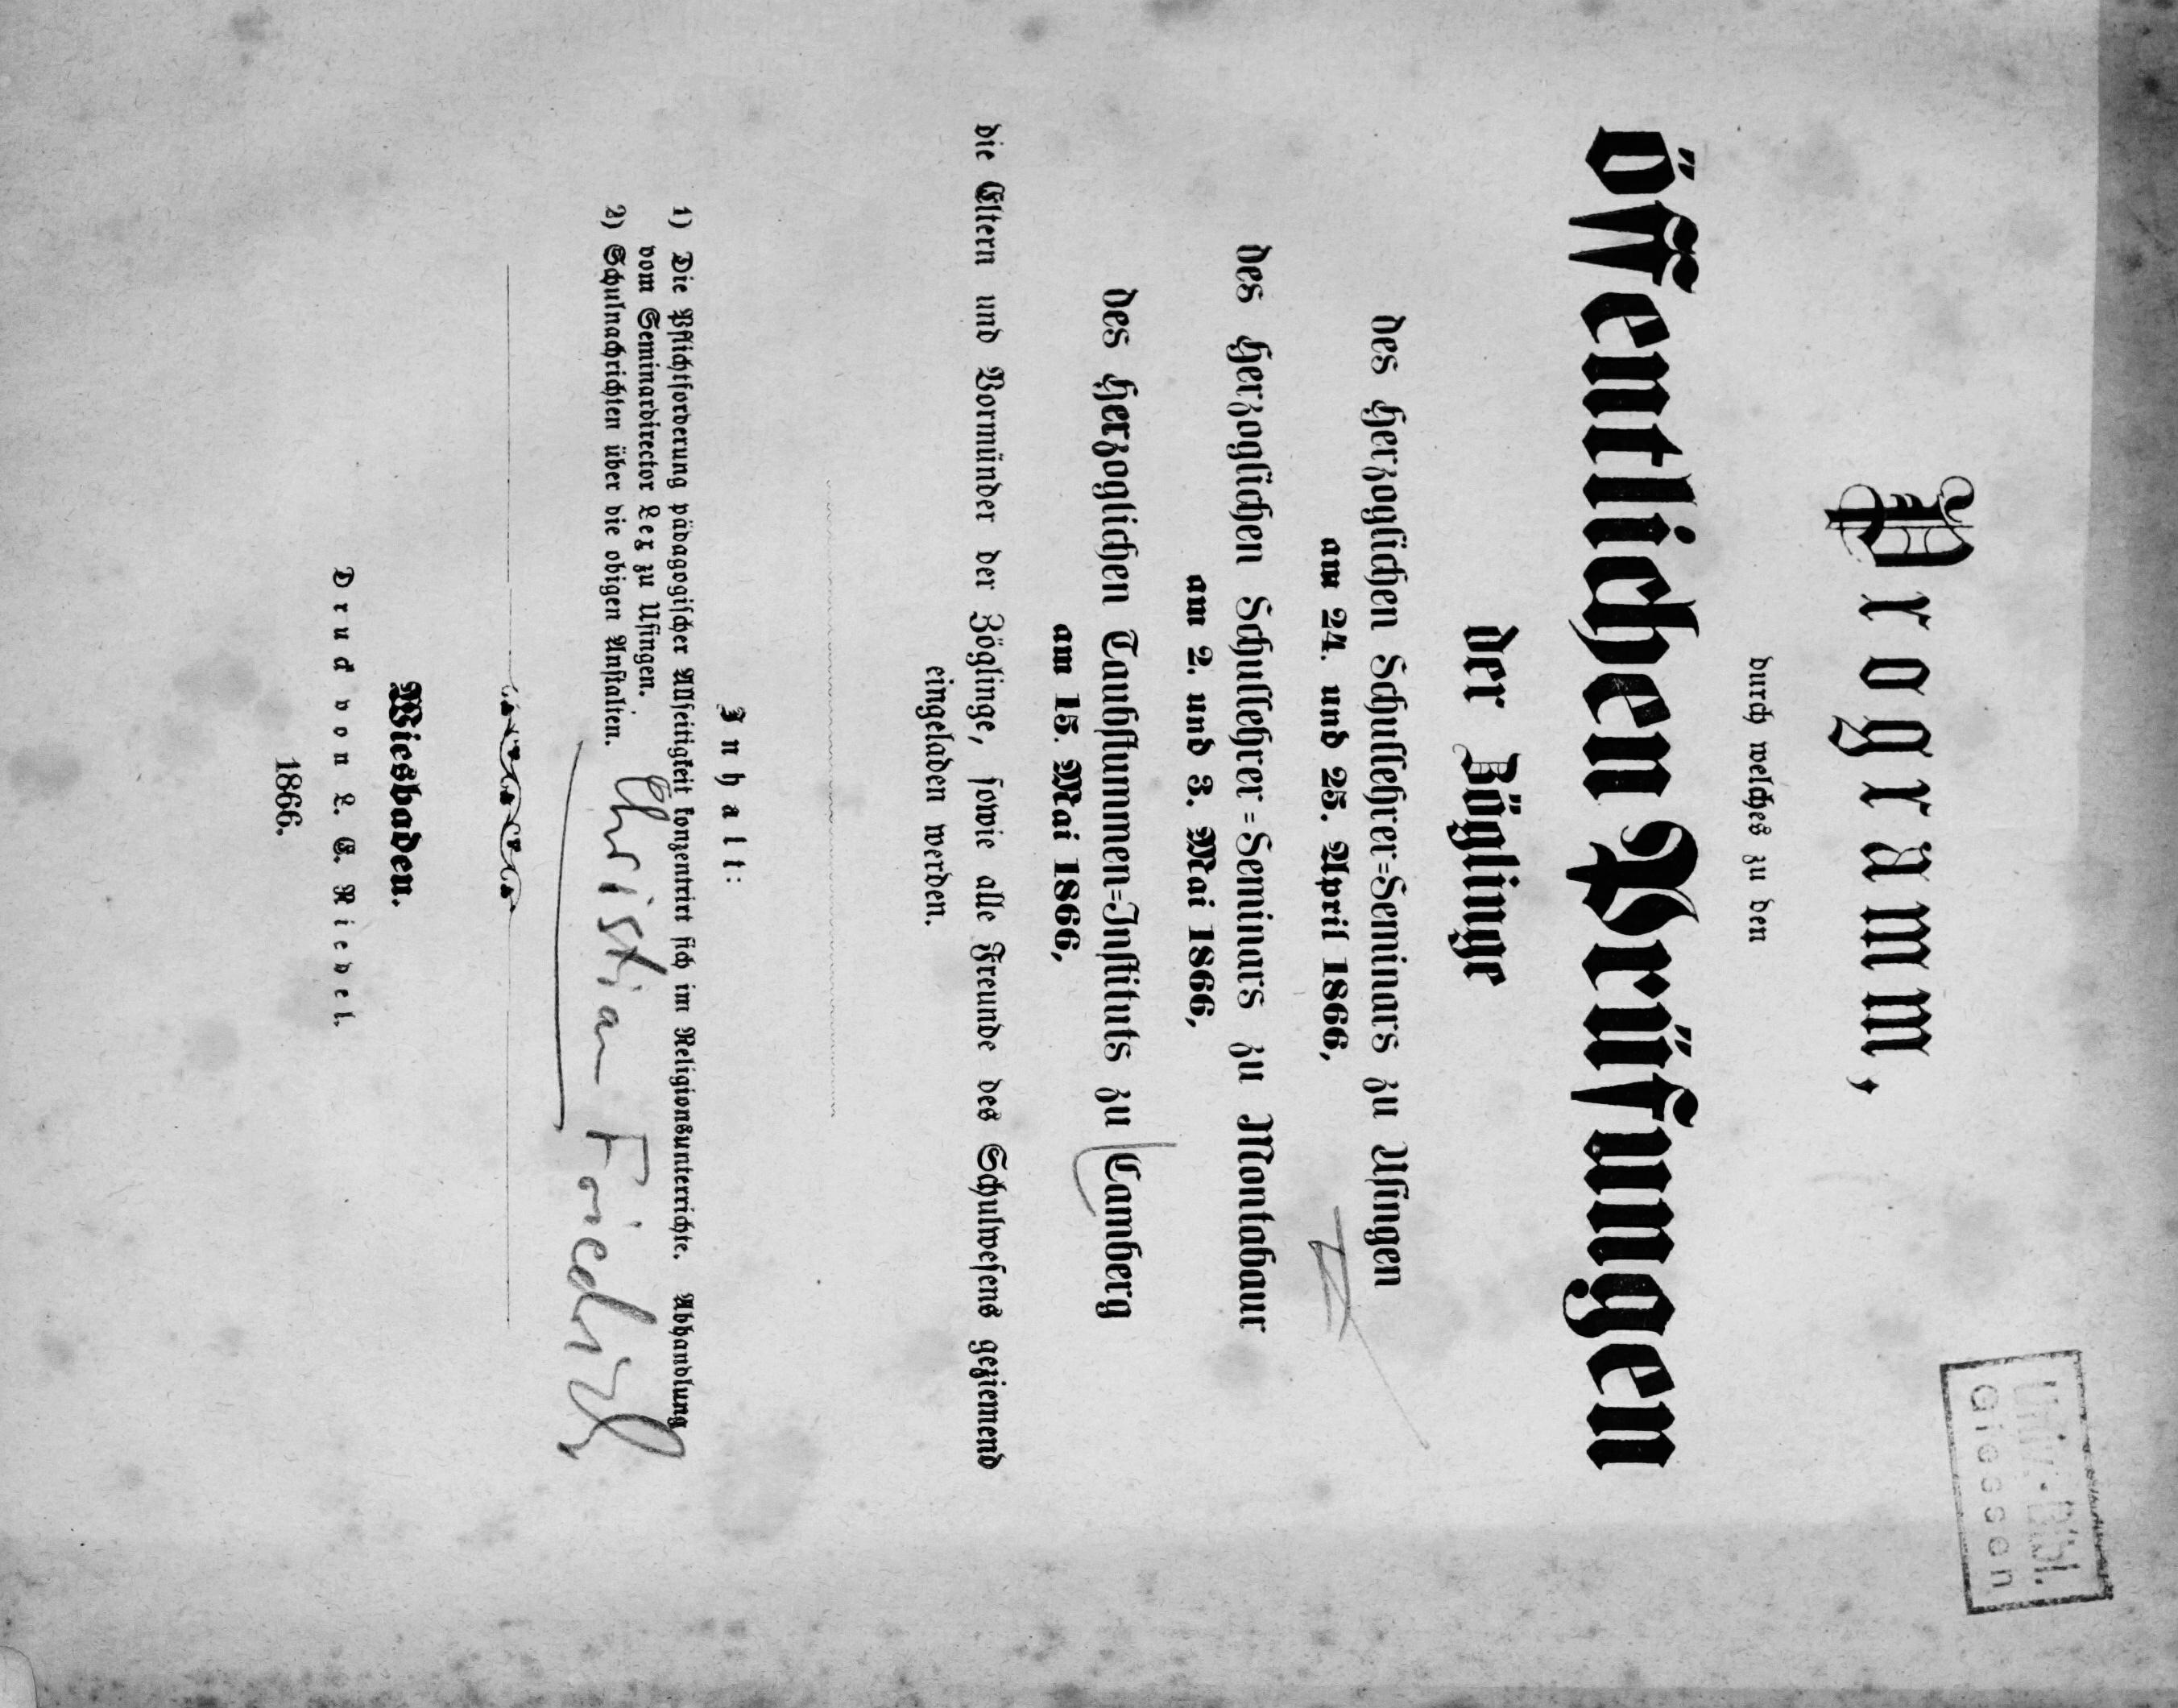 Univ.-Bibl.
Giessen
Programm,
durch welches zu den
öffentlichen Prüfungen
der Zöglinge
des Herzoglichen Schullehrer=Seminars zu Usingen
am 24. und 25. April 1866,
des Herzoglichen Schullehrer=Seminars zu Montabaur
am 2. und 3. Mai 1866,
des Herzoglichen Taubstummen=Instituts zu Camberg
am 15. Mai 1866,
die Eltern und Vormünder der Zöglinge, sowie alle Freunde des Schulwesens geziemend
eingeladen werden.
Inhalt:
1) Die Pflichtforderung pädagogischer Allseitigkeit konzentrirt sich im Religionsunterrichte. Abhandlung
vom Seminardirector Lex zu Usingen.
2) Schulnachrichten über die obigen Anstalten.
Christian Friedrich
Wiesbaden.
Druck von L. E. Riedel.
1866.